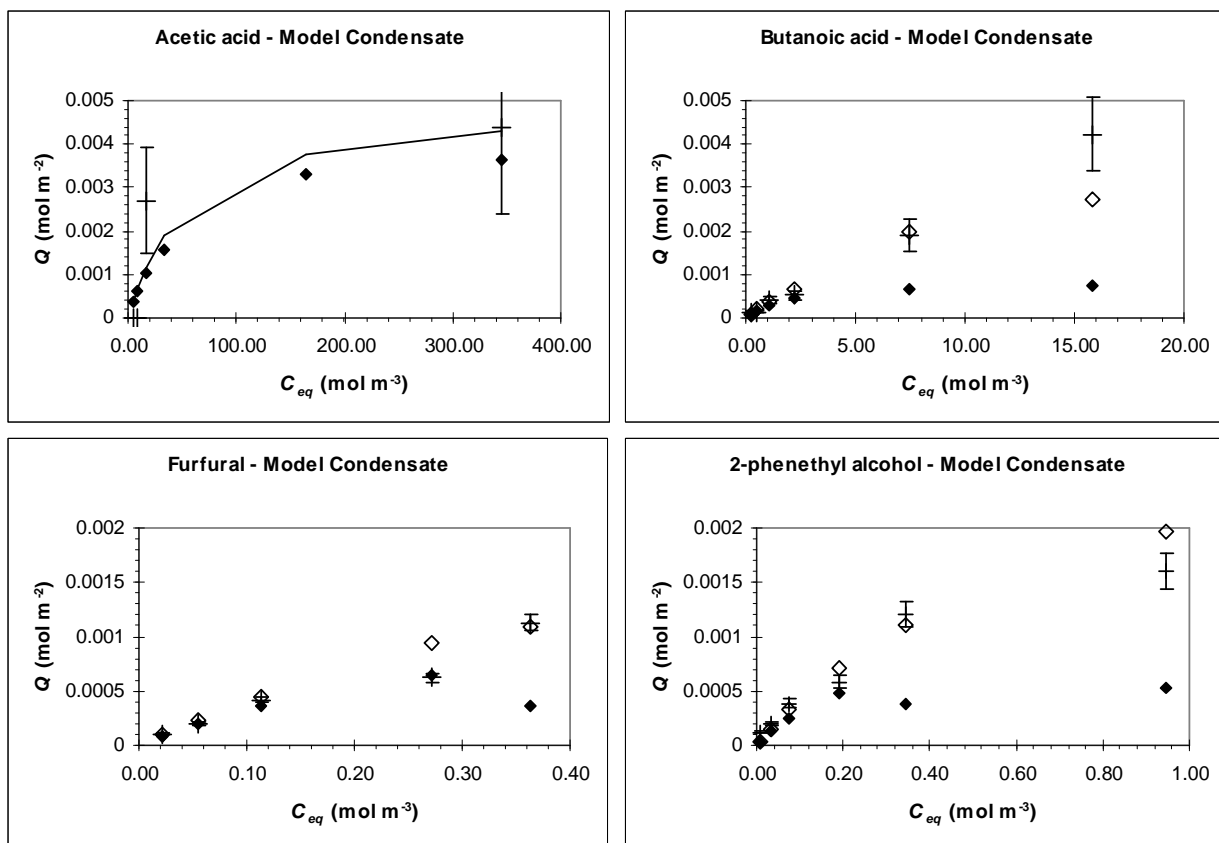 Acetic acid - Model Condensate
0.005
0.004
0.003
0.002
0.001
0
Q (mol m-2)
0.00 100.00 200.00 300.00 400.00
Ceq (mol m-3)
Butanoic acid - Model Condensate
0.005
0.004
0.003
0.002
0.001
0
Q (mol m-2)
0.00 5.00 10.00 15.00 20.00
Ceq (mol m-3)
Furfural - Model Condensate
0.002
0.0015
0.001
0.0005
0
Q (mol m-2)
0.00 0.10 0.20 0.30 0.40
Ceq (mol m-3)
2-phenethyl alcohol - Model Condensate
0.002
0.0015
0.001
0.0005
0
Q (mol m-2)
0.00 0.20 0.40 0.60 0.80 1.00
Ceq (mol m-3)